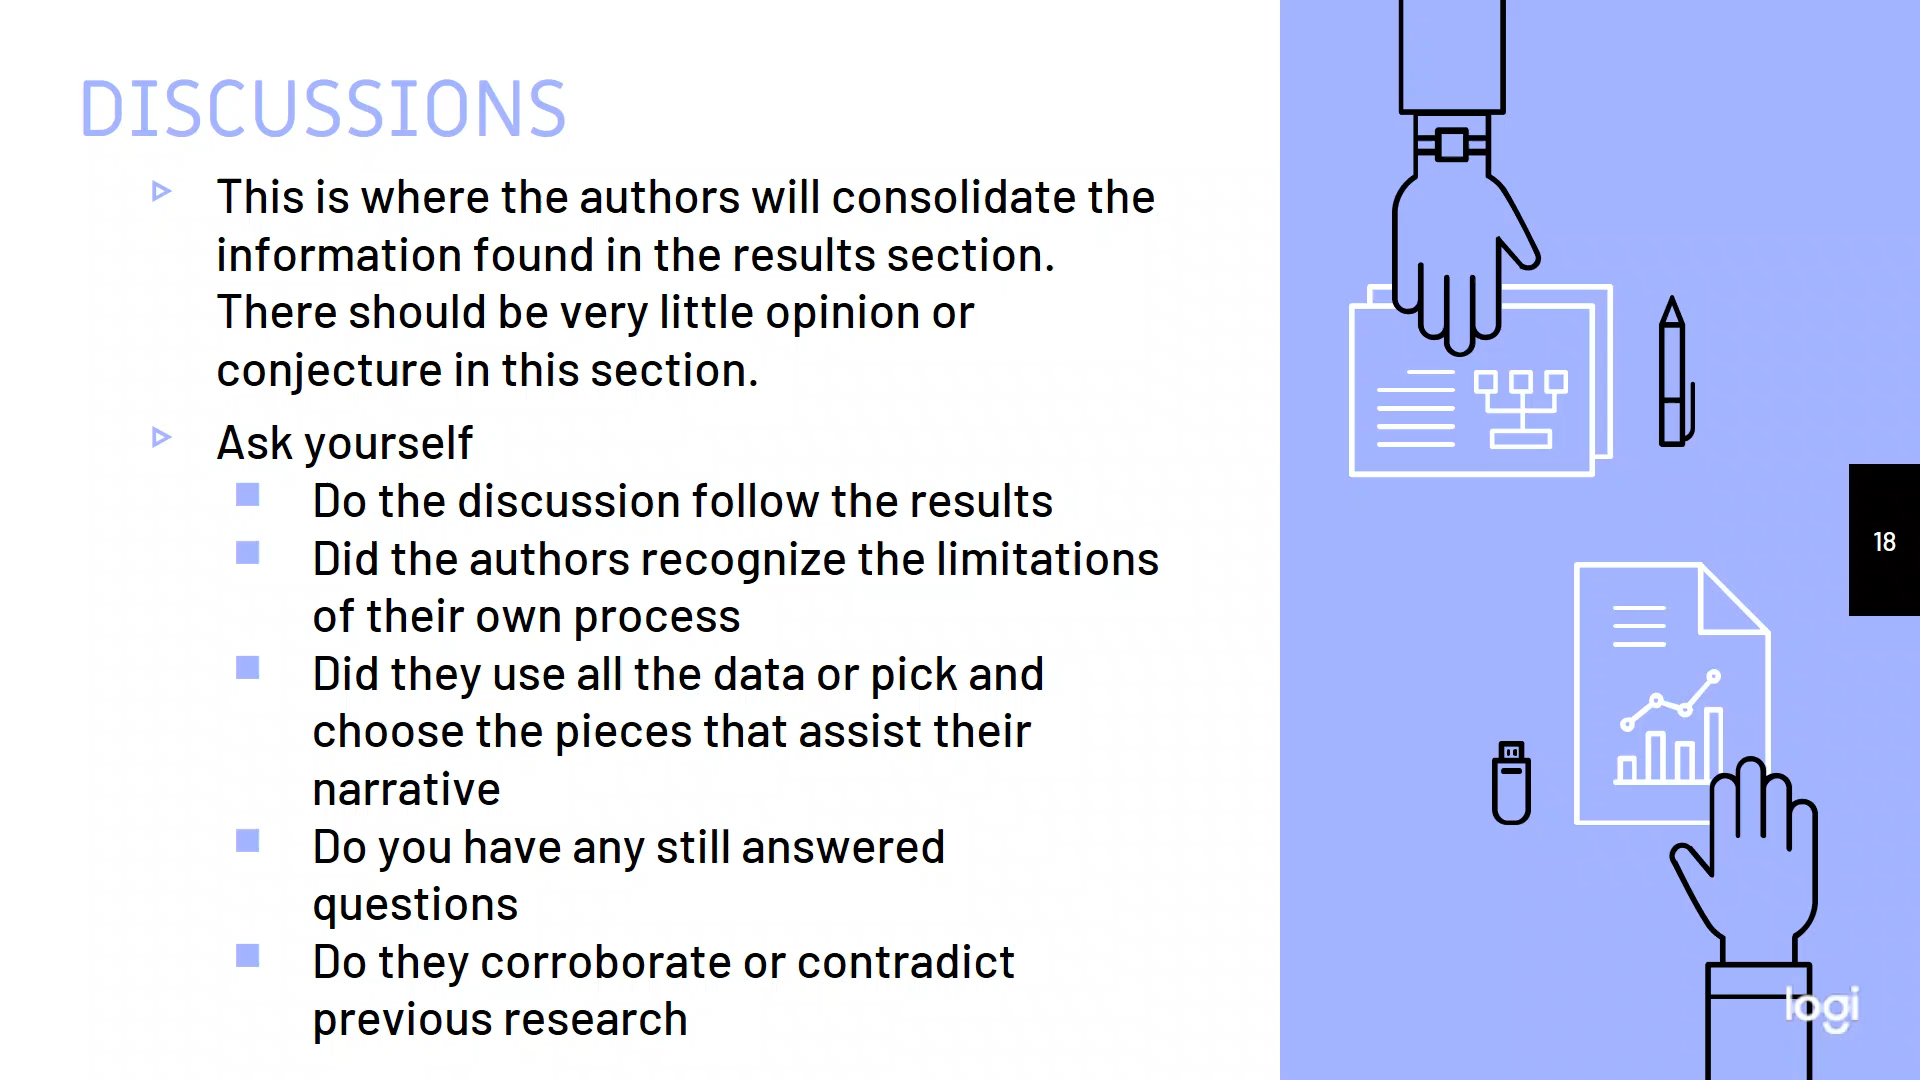 DISCUSSIONS
This is where the authors will consolidate the
information found in the results section.
There should be very little opinion or
conjecture in this section.
Ask yourself
Do the discussion follow the results
Did the authors recognize the limitations
of their own process
Did they use all the data or pick and
choose the pieces that assist their
narrative
Do you have any still answered
questions
Do they corroborate or contradict
previous research
18
logi